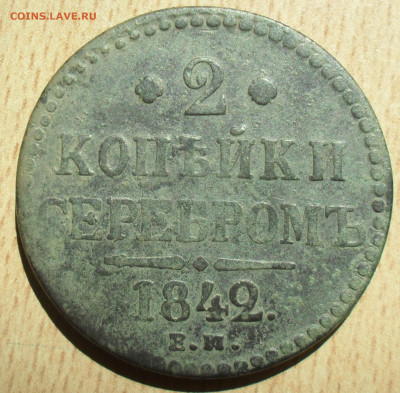 COINS.LAVE.RU
2
КОПѢЙКИ
СЕРЕБРОМЪ
1842.
Е.М.